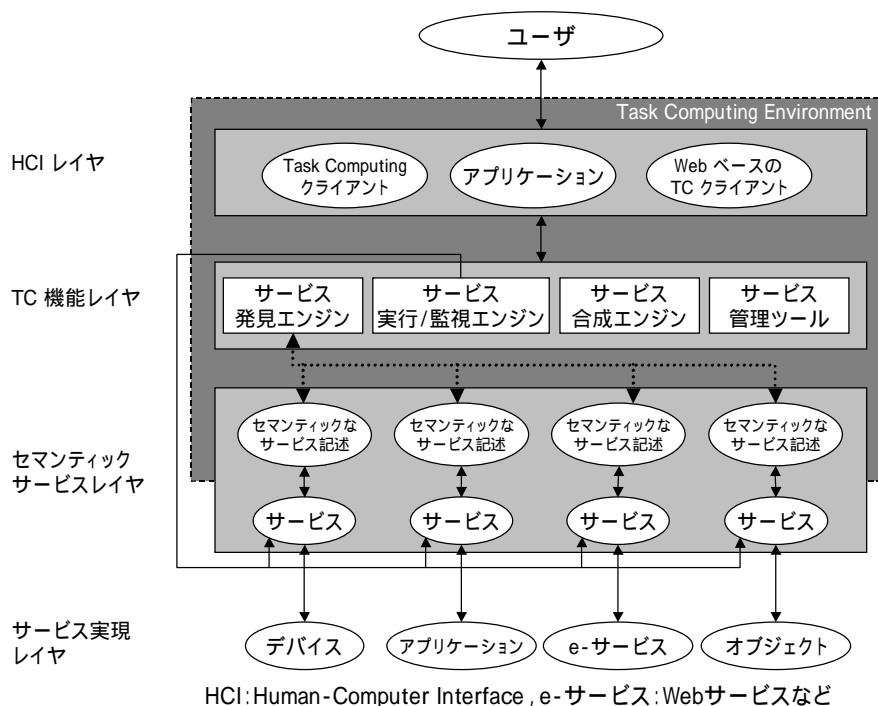 ユーザ
Task Computing Environment
HCI レイヤ
Task Computing
クライアント
アプリケーション
Web ベースの
TC クライアント
TC 機能レイヤ
サービス
発見エンジン
サービス
実行/監視エンジン
サービス
合成エンジン
サービス
管理ツール
セマンティック
サービスレイヤ
セマンティックな
サービス記述
セマンティックな
サービス記述
セマンティックな
サービス記述
セマンティックな
サービス記述
サービス
サービス
サービス
サービス
サービス実現
レイヤ
デバイス
アプリケーション
e-サービス
オブジェクト
HCI:Human-Computer Interface , e-サービス:Webサービスなど